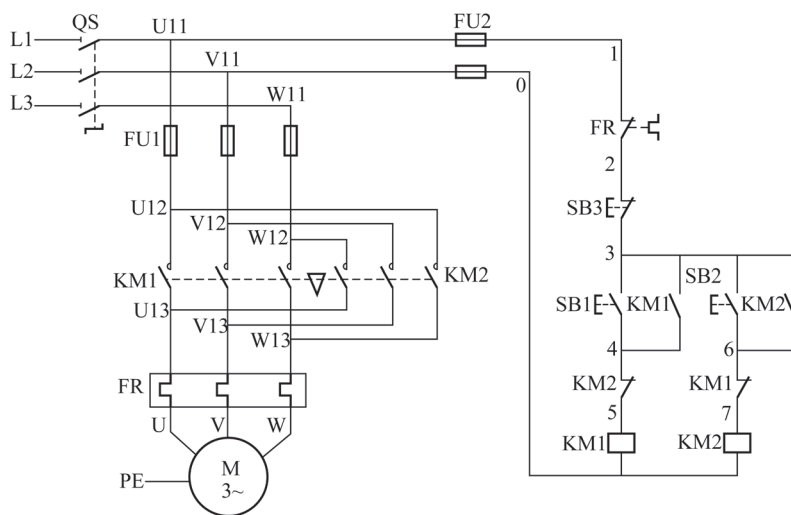 QS
U11
FU2
L1
L2
V11
L3
W11
0
1
FU1
FR
2
U12
V12
W12
SB3
3
KM1
KM2
SB2
SB1
KM1
KM2
U13
V13
W13
4
6
FR
KM2
KM1
5
7
U
V
W
KM1
KM2
M
3~
PE